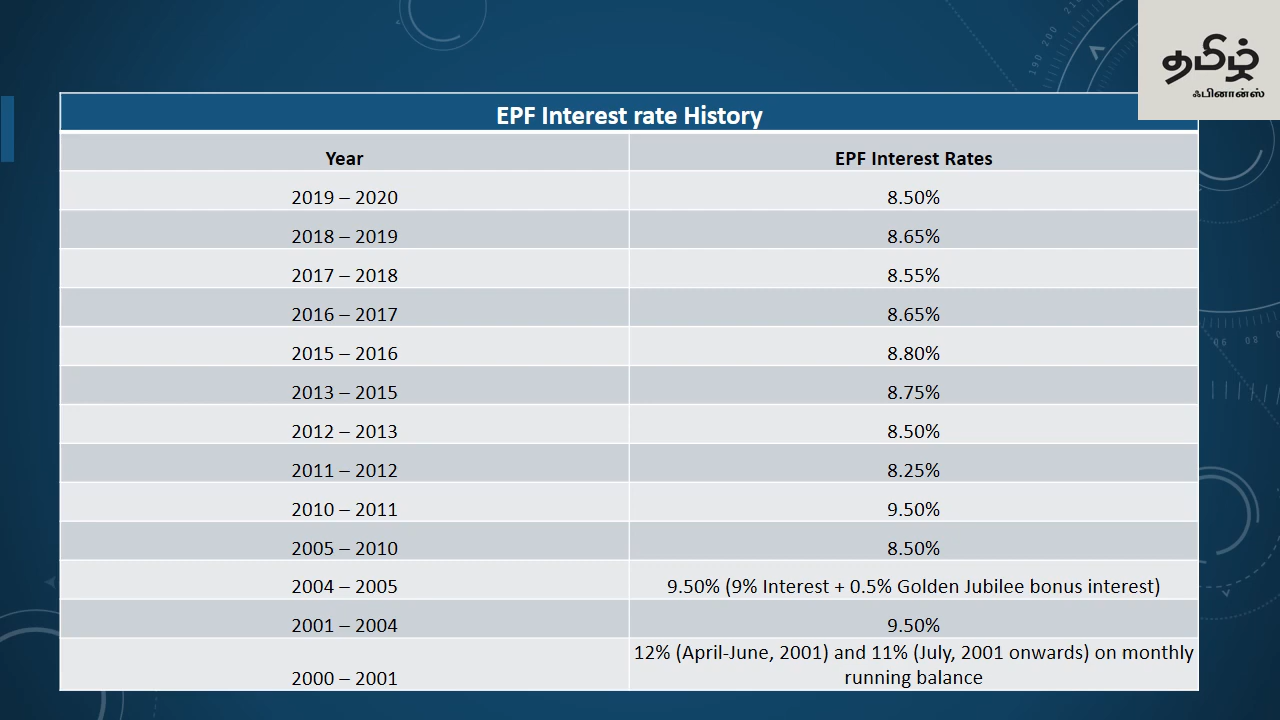 தமிழ்
ஃபினான்ஸ்
EPF Interest rate History
Year EPF Interest Rates
2019 – 2020 8.50%
2018 – 2019 8.65%
2017 – 2018 8.55%
2016 – 2017 8.65%
2015 – 2016 8.80%
2013 – 2015 8.75%
2012 – 2013 8.50%
2011 – 2012 8.25%
2010 – 2011 9.50%
2005 – 2010 8.50%
2004 – 2005 9.50% (9% Interest + 0.5% Golden Jubilee bonus interest)
2001 – 2004 9.50%
2000 – 2001 12% (April-June, 2001) and 11% (July, 2001 onwards) on monthly
running balance
190 200